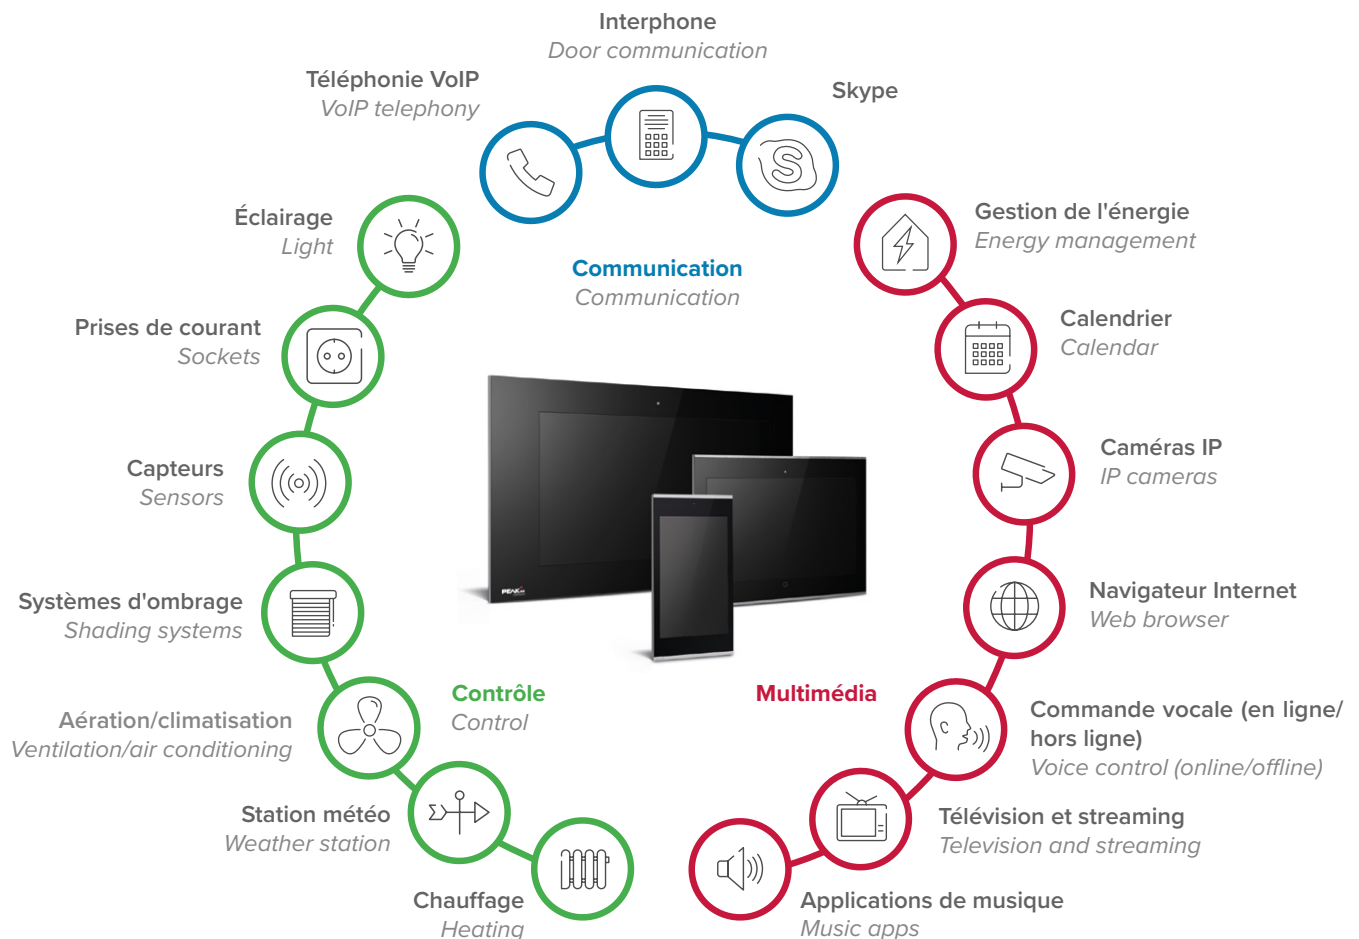 Interphone
Door communication
Téléphonie VoIP
VoIP telephony
Skype
Éclairage
Light
Gestion de l'énergie
Energy management
Communication
Communication
Prises de courant
Sockets
Calendrier
Calendar
Capteurs
Sensors
Caméras IP
IP cameras
PEAK
Systèmes d'ombrage
Shading systems
Navigateur Internet
Web browser
Contrôle
Control
Multimédia
Aération/climatisation
Ventilation/air conditioning
Commande vocale (en ligne/
hors ligne)
Voice control (online/offline)
Station météo
Weather station
Télévision et streaming
Television and streaming
Chauffage
Heating
Applications de musique
Music apps